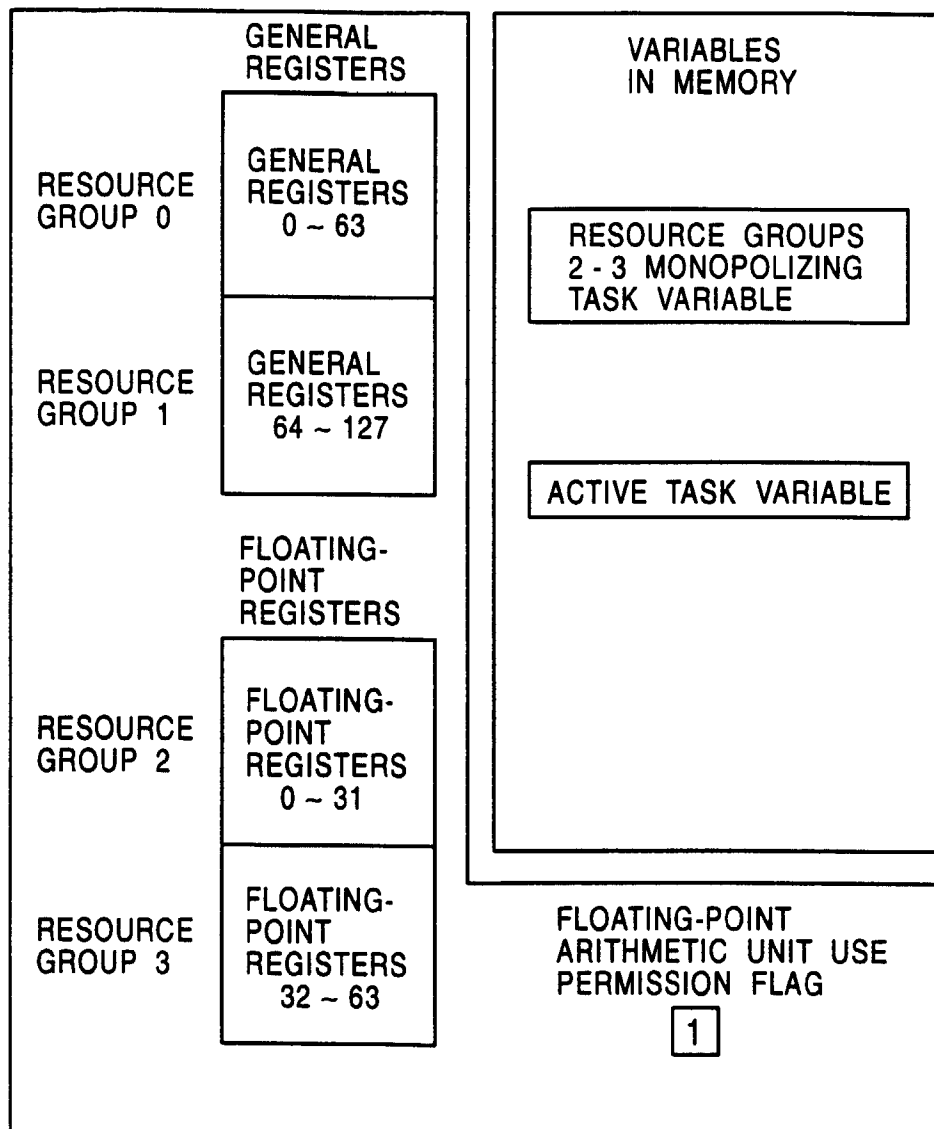 GENERAL
REGISTERS
RESOURCE
GROUP 0
GENERAL
REGISTERS
0 ~ 63
RESOURCE
GROUP 1
GENERAL
REGISTERS
64 ~ 127
FLOATING-
POINT
REGISTERS
RESOURCE
GROUP 2
FLOATING-
POINT
REGISTERS
0 ~ 31
RESOURCE
GROUP 3
FLOATING-
POINT
REGISTERS
32 ~ 63
VARIABLES
IN MEMORY
RESOURCE GROUPS
2 - 3 MONOPOLIZING
TASK VARIABLE
ACTIVE TASK VARIABLE
FLOATING-POINT
ARITHMETIC UNIT USE
PERMISSION FLAG
1